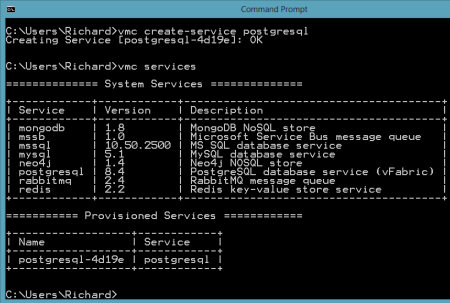 Command Prompt
C:\Users\Richard>vmc create-service postgresql
Creating Service [postgresql-4d19e]: OK
C:\Users\Richard>vmc services
============== System Services ==============
+------------+------------+----------------------------------------+
| Service | Version | Description |
+------------+------------+----------------------------------------+
| mongodb | 1.8 | MongoDB NoSQL store |
| mssb | 1.0 | Microsoft Service Bus message queue |
| mssql | 10.50.2500 | MS SQL database service |
| mysql | 5.1 | MySQL database service |
| neo4j | 1.4 | Neo4j NOSQL store |
| postgresql | 8.4 | PostgreSQL database service (vFabric) |
| rabbitmq | 2.4 | RabbitMQ message queue |
| redis | 2.2 | Redis key-value store service |
+------------+------------+----------------------------------------+
=========== Provisioned Services ============
+------------------+------------+
| Name | Service |
+------------------+------------+
| postgresql-4d19e | postgresql |
+------------------+------------+
C:\Users\Richard>